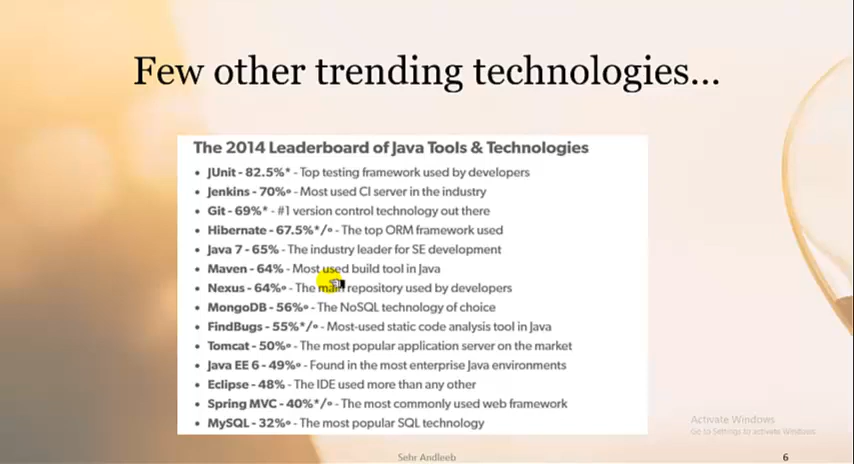 Few other trending technologies...
The 2014 Leaderboard of Java Tools & Technologies
• JUnit - 82.5%* - Top testing framework used by developers
• Jenkins - 70%∞ - Most used CI server in the industry
• Git - 69%* - #1 version control technology out there
• Hibernate - 67.5%*/∞ - The top ORM framework used
• Java 7 - 65% - The industry leader for SE development
• Maven - 64% - Most used build tool in Java
• Nexus - 64%∞ - The main repository used by developers
• MongoDB - 56%∞ - The NoSQL technology of choice
• FindBugs - 55%*/∞ - Most-used static code analysis tool in Java
• Tomcat - 50%∞ - The most popular application server on the market
• Java EE 6 - 49%∞ - Found in the most enterprise Java environments
• Eclipse - 48% - The IDE used more than any other
• Spring MVC - 40%*/∞ - The most commonly used web framework
• MySQL - 32%∞ - The most popular SQL technology
Activate Windows
Go to Settings to activate Windows.
Sehr Andleeb
6